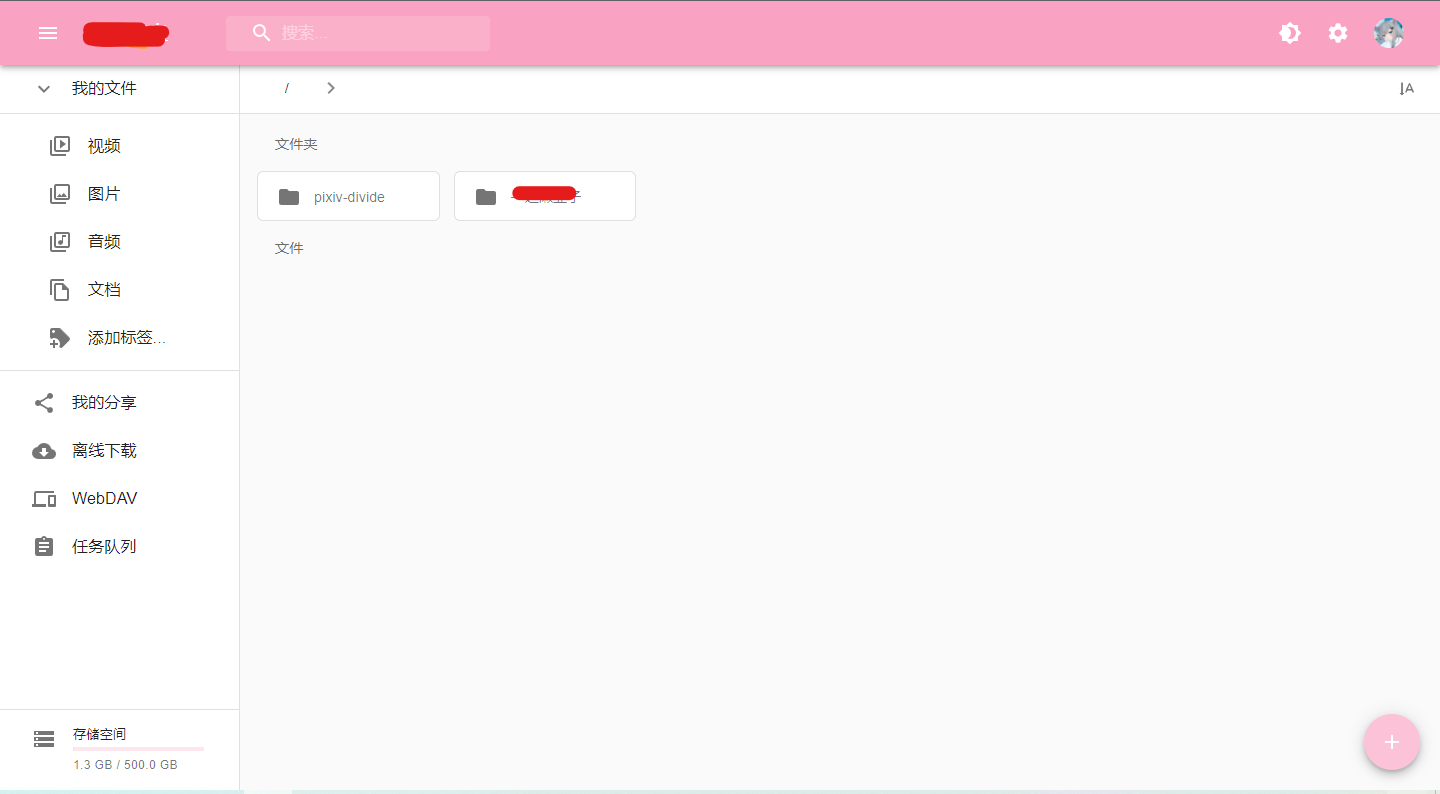 搜索...
我的文件
/
A
文件夹
视频
pixiv-divide
图片
音频
文件
文档
添加标签...
我的分享
离线下载
WebDAV
任务队列
存储空间
1.3 GB / 500.0 GB